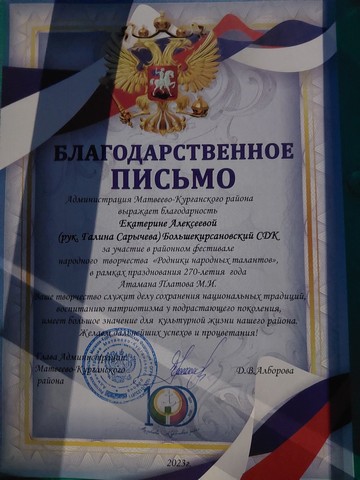 БЛАГОДАРСТВЕННОЕ
ПИСЬМО
Администрация Матвеево-Курганского района
выражает благодарность
Екатерине Алексеевой
(рук. Галина Сарычева) Большекирсановский СДК
за участие в районном фестивале
народного творчества «Родники народных талантов»,
в рамках празднования 270-летия года
Атамана Платова М.И.
Ваше творчество служит делу сохранения национальных традиций,
воспитанию патриотизма у подрастающего поколения,
имеет большое значение для культурной жизни нашего района.
Желаем дальнейших успехов и процветания!
Глава Администрации
Матвеево-Курганского
района
Д.В.Алборова
2023г.